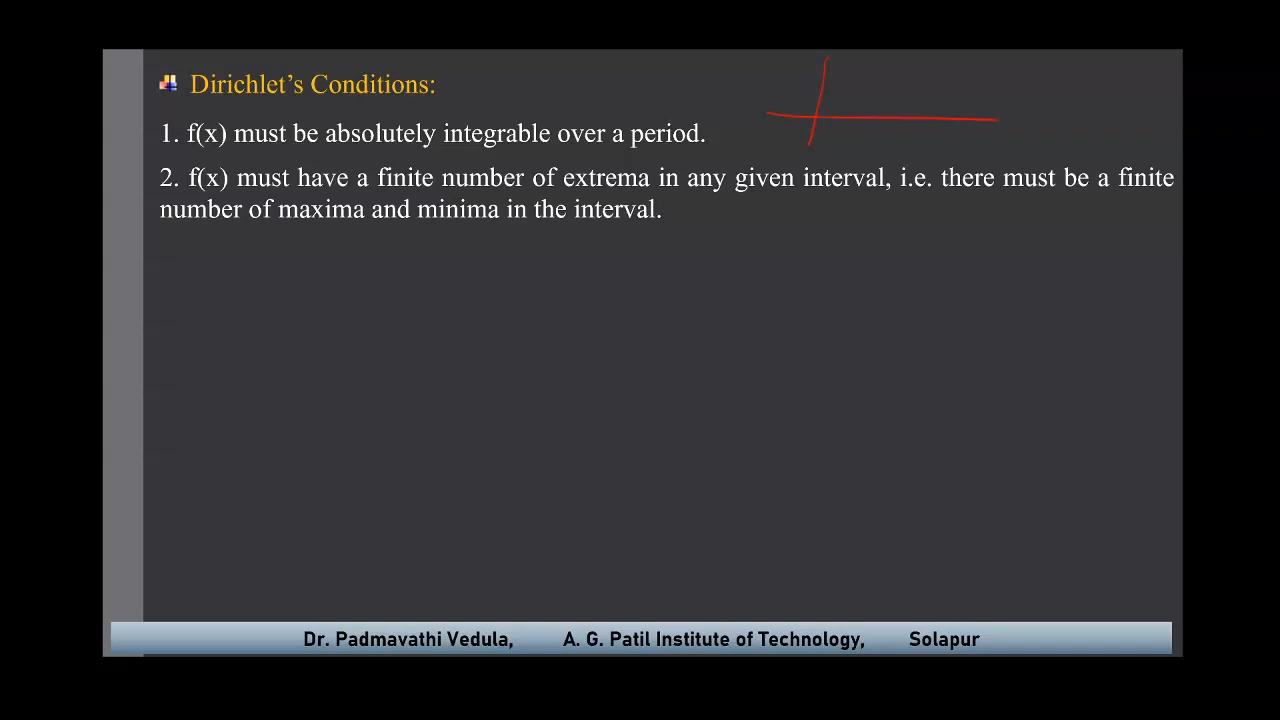 Dirichlet’s Conditions:
1. f(x) must be absolutely integrable over a period.
2. f(x) must have a finite number of extrema in any given interval, i.e. there must be a finite
number of maxima and minima in the interval.
Dr. Padmavathi Vedula, A. G. Patil Institute of Technology, Solapur